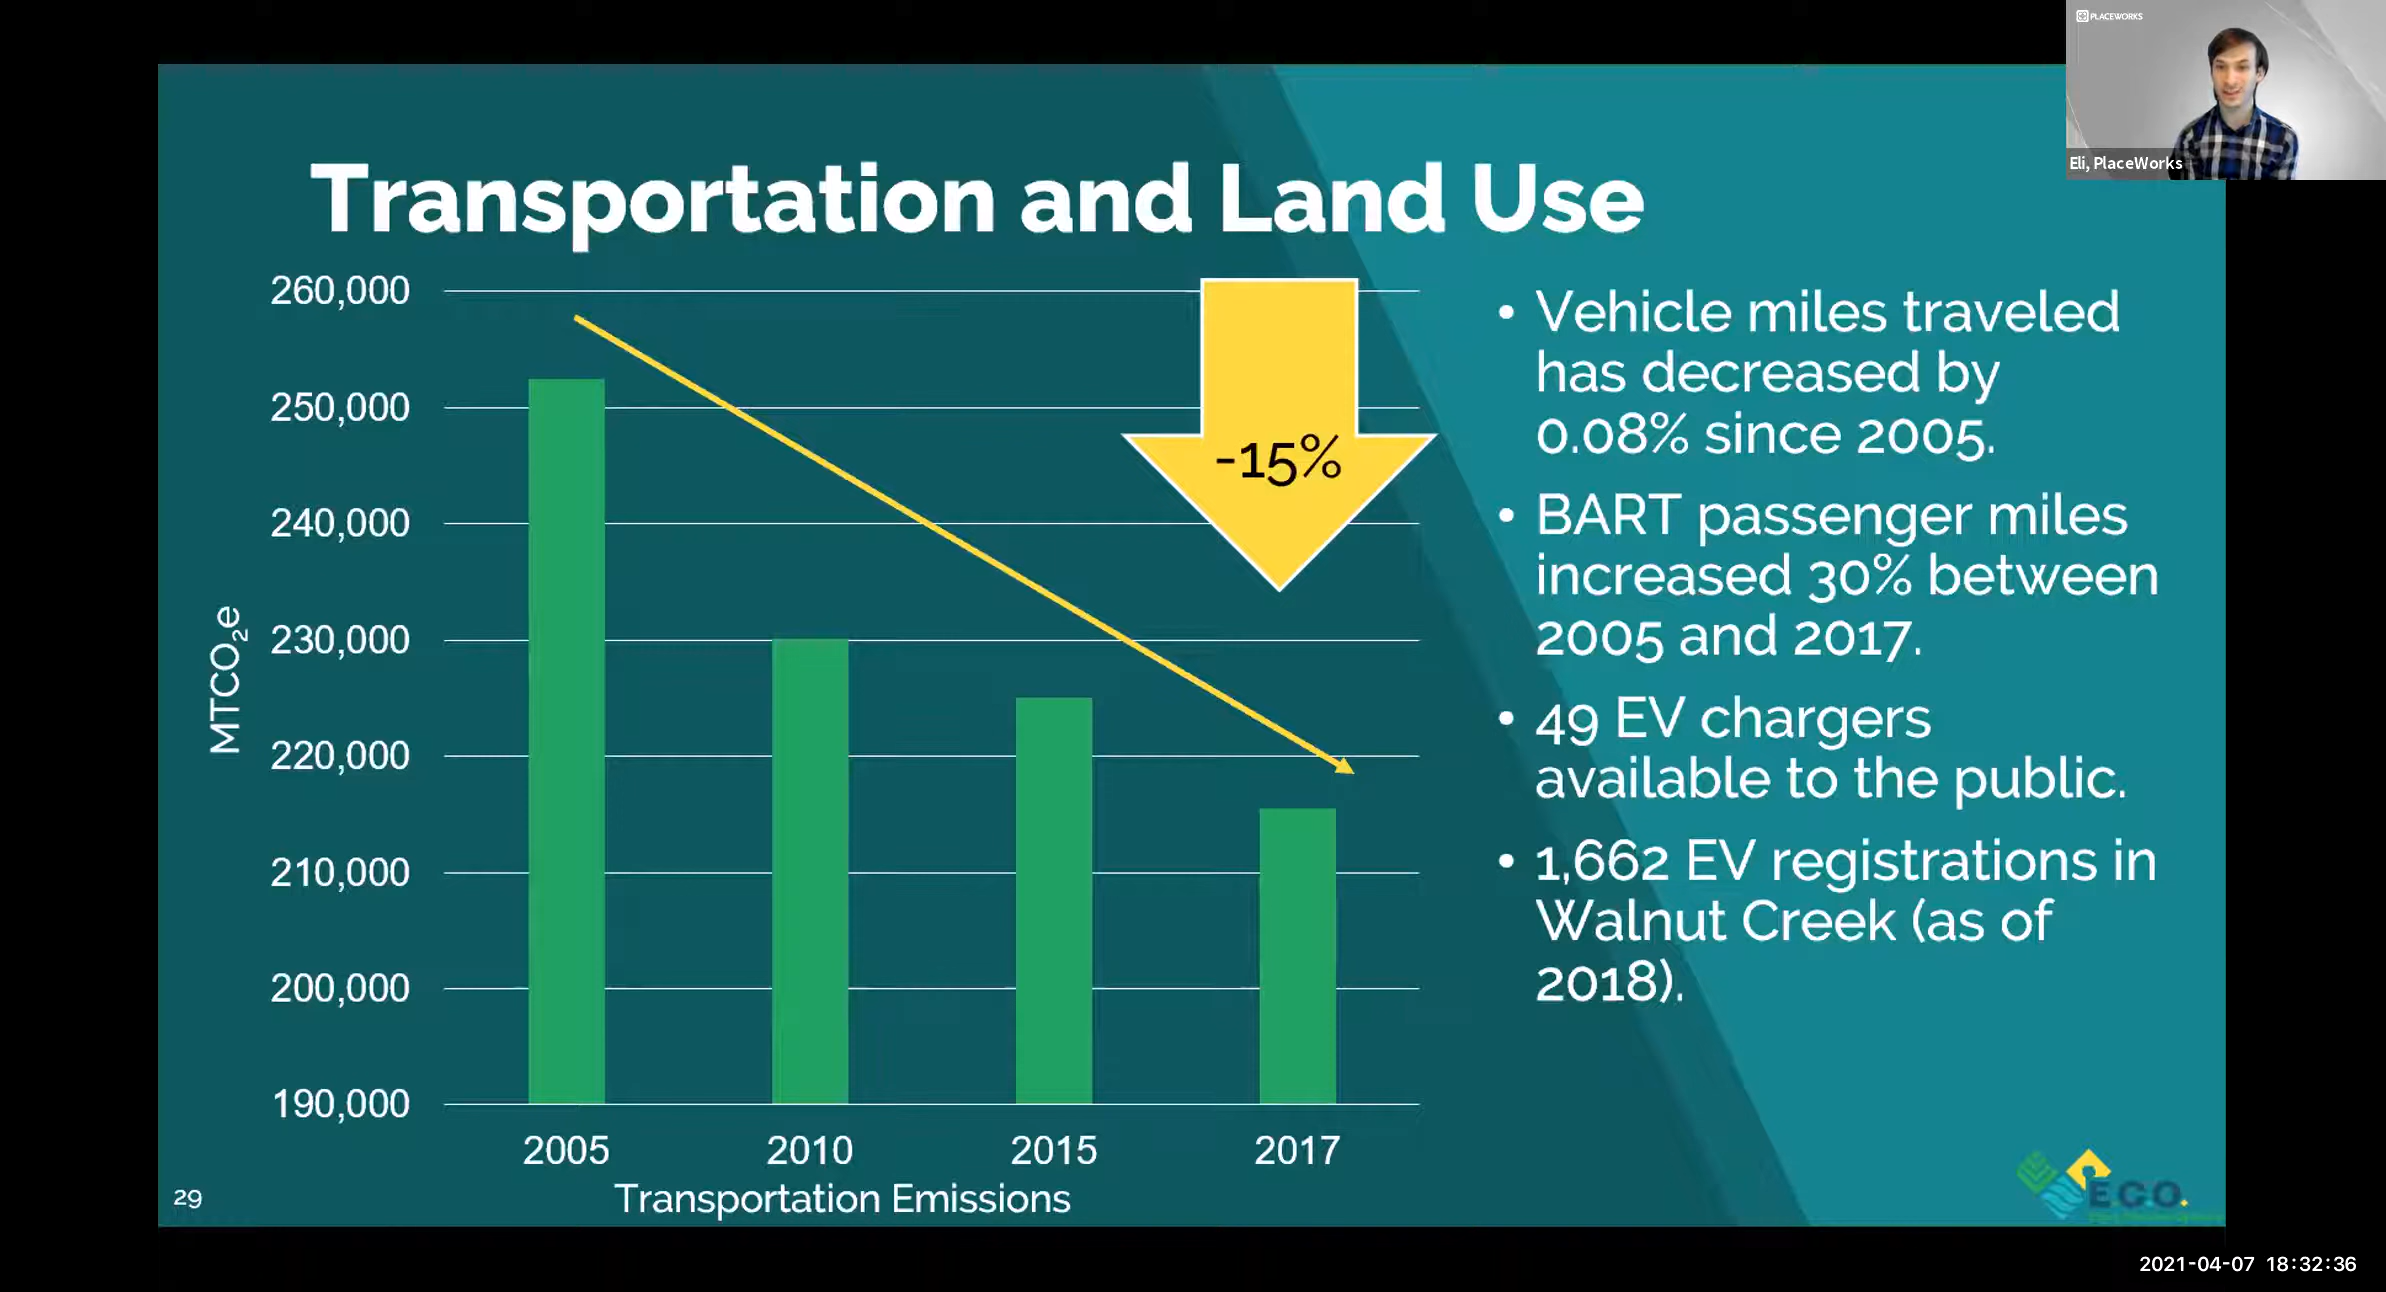 PLACEWORKS
Eli, PlaceWorks
Transportation and Land Use
260,000
250,000
240,000
230,000
220,000
210,000
200,000
190,000
MTCO₂e
-15%
2005 2010 2015 2017
Transportation Emissions
• Vehicle miles traveled
has decreased by
0.08% since 2005.
• BART passenger miles
increased 30% between
2005 and 2017.
• 49 EV chargers
available to the public.
• 1,662 EV registrations in
Walnut Creek (as of
2018).
29
E.C.O.
2021-04-07 18:32:36